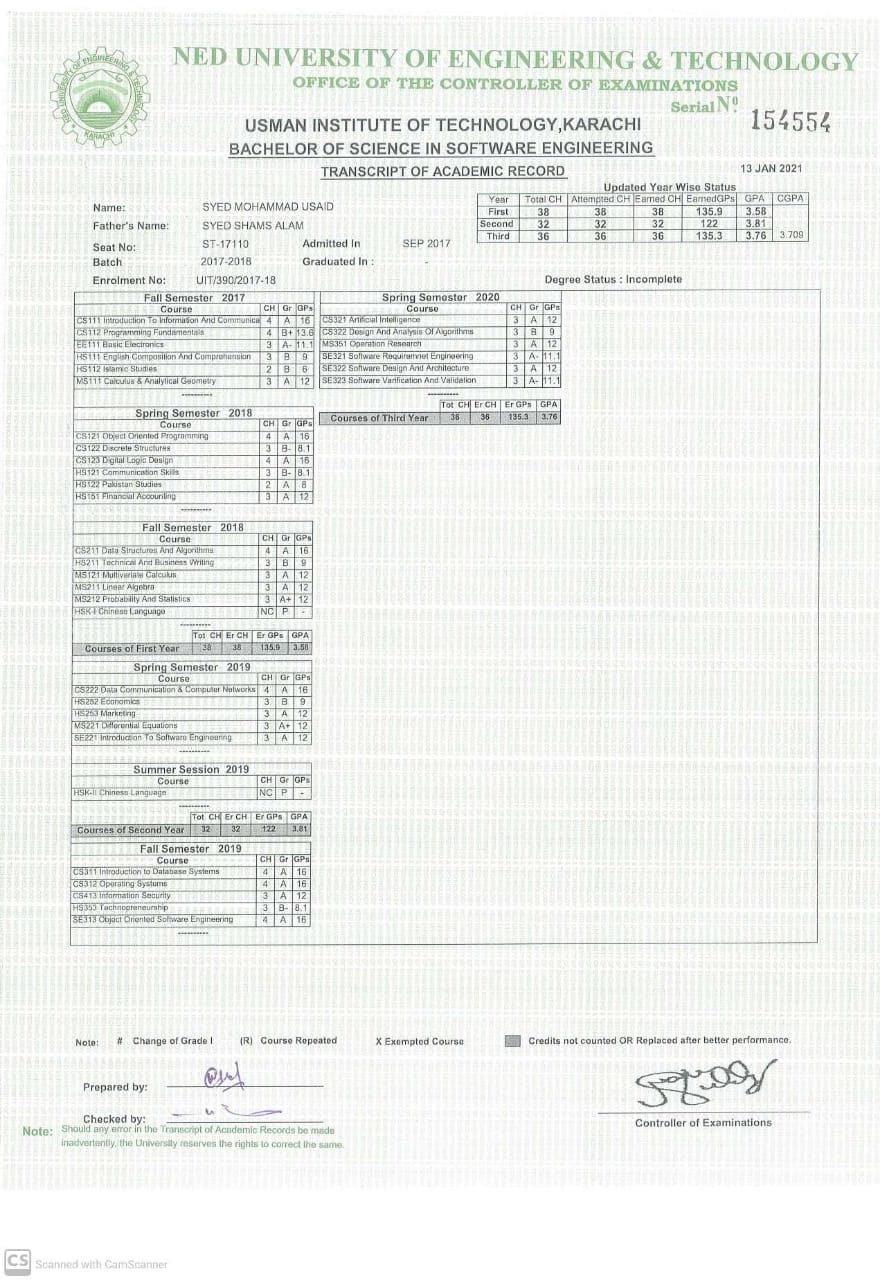 NED UNIVERSITY OF ENGINEERING & TECHNOLOGY
OFFICE OF THE CONTROLLER OF EXAMINATIONS
Serial Nº. 154554
USMAN INSTITUTE OF TECHNOLOGY,KARACHI
BACHELOR OF SCIENCE IN SOFTWARE ENGINEERING
TRANSCRIPT OF ACADEMIC RECORD
13 JAN 2021
Updated Year Wise Status
Year Total CH Attempted CH Earned CH EarnedGPs GPA CGPA
First 38 38 38 135.9 3.58
Second 32 32 32 122 3.81
Third 36 36 36 135.3 3.76 3.709
Name: SYED MOHAMMAD USAID
Father's Name: SYED SHAMS ALAM
Seat No: ST-17110 Admitted In SEP 2017
Batch 2017-2018 Graduated In : -
Enrolment No: UIT/390/2017-18 Degree Status : Incomplete
Fall Semester 2017
Course CH Gr GPs
CS111 Introduction To Information And Communica 4 A 16
CS112 Programming Fundamentals 4 B+ 13.6
EE111 Basic Electronics 3 A- 11.1
HS111 English Composition And Comprehension 3 B 9
HS112 Islamic Studies 2 B 6
MS111 Calculus & Analytical Geometry 3 A 12
----------
Spring Semester 2018
Course CH Gr GPs
CS121 Object Oriented Programming 4 A 16
CS122 Discrete Structures 3 B- 8.1
CS123 Digital Logic Design 4 A 16
HS121 Communication Skills 3 B- 8.1
HS122 Pakistan Studies 2 A 8
HS151 Financial Accounting 3 A 12
----------
Fall Semester 2018
Course CH Gr GPs
CS211 Data Structures And Algorithms 4 A 16
HS211 Technical And Business Writing 3 B 9
MS121 Multivariate Calculus 3 A 12
MS211 Linear Algebra 3 A 12
MS212 Probability And Statistics 3 A+ 12
HSK-I Chinese Language NC P -
----------
Tot CH Er CH Er GPs GPA
Courses of First Year 38 38 135.9 3.58
Spring Semester 2019
Course CH Gr GPs
CS222 Data Communication & Computer Networks 4 A 16
HS252 Economics 3 B 9
HS253 Marketing 3 A 12
MS221 Differential Equations 3 A+ 12
SE221 Introduction To Software Engineering 3 A 12
----------
Summer Session 2019
Course CH Gr GPs
HSK-II Chinese Language NC P -
----------
Tot CH Er CH Er GPs GPA
Courses of Second Year 32 32 122 3.81
Fall Semester 2019
Course CH Gr GPs
CS311 Introduction to Database Systems 4 A 16
CS312 Operating Systems 4 A 16
CS413 Information Security 3 A 12
HS353 Technopreneurship 3 B- 8.1
SE313 Object Oriented Software Engineering 4 A 16
----------
Spring Semester 2020
Course CH Gr GPs
CS321 Artificial Intelligence 3 A 12
CS322 Design And Analysis Of Algorithms 3 B 9
MS351 Operation Research 3 A 12
SE321 Software Requiremnet Engineering 3 A- 11.1
SE322 Software Design And Architecture 3 A 12
SE323 Software Varification And Validation 3 A- 11.1
----------
Tot CH Er CH Er GPs GPA
Courses of Third Year 36 36 135.3 3.76
Note: # Change of Grade I (R) Course Repeated X Exempted Course Credits not counted OR Replaced after better performance.
Prepared by:
Checked by:
Controller of Examinations
Note: Should any error in the Transcript of Academic Records be made
inadvertently, the University reserves the rights to correct the same.
CS Scanned with CamScanner